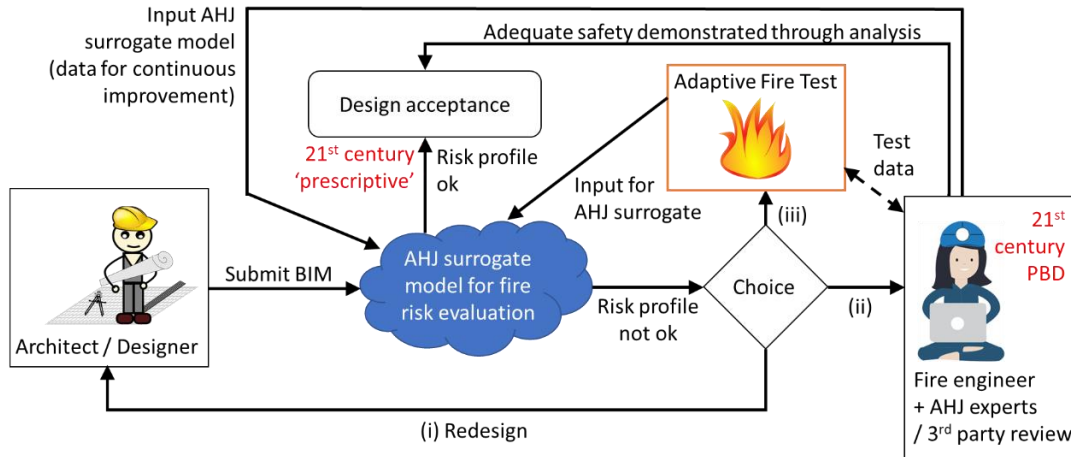 Input AHJ
surrogate model
(data for continuous
improvement)
Adequate safety demonstrated through analysis
Design acceptance
Adaptive Fire Test
21st century
‘prescriptive’
Risk profile
ok
Input for
AHJ surrogate
Test
data
(iii)
21st
century
PBD
Submit BIM
AHJ surrogate
model for fire
risk evaluation
Risk profile
not ok
Choice
(ii)
Architect / Designer
Fire engineer
+ AHJ experts
/ 3rd party review
(i) Redesign